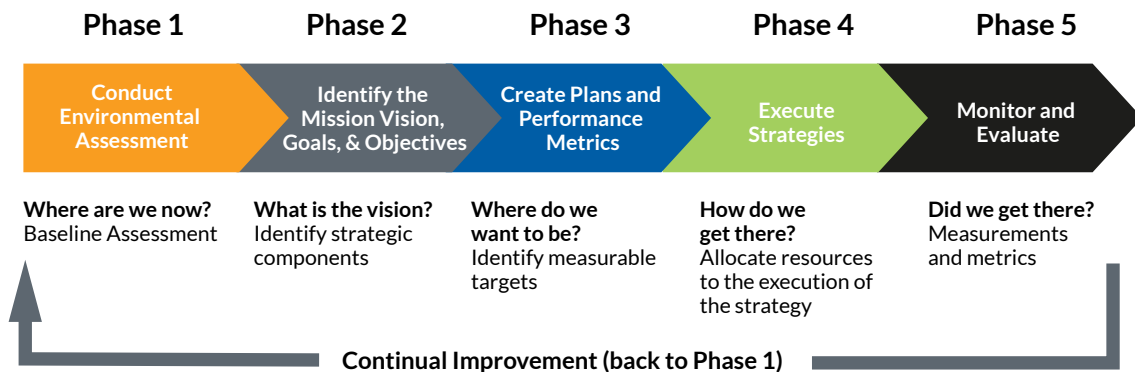 Phase 1
Phase 2
Phase 3
Phase 4
Phase 5
Conduct
Environmental
Assessment
Identify the
Mission Vision,
Goals, & Objectives
Create Plans and
Performance
Metrics
Execute
Strategies
Monitor and
Evaluate
Where are we now?
Baseline Assessment
What is the vision?
Identify strategic
components
Where do we
want to be?
Identify measurable
targets
How do we
get there?
Allocate resources
to the execution of
the strategy
Did we get there?
Measurements
and metrics
Continual Improvement (back to Phase 1)